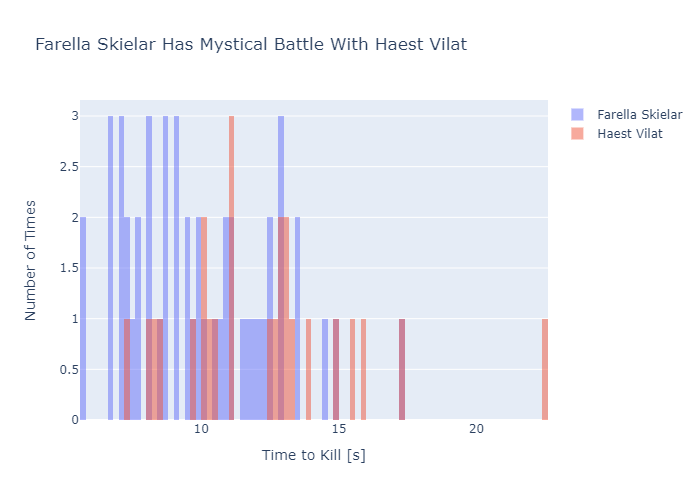 Farella Skielar Has Mystical Battle With Haest Vilat
Farella Skielar
Haest Vilat
Number of Times
3
2.5
2
1.5
1
0.5
0
10
15
20
Time to Kill [s]